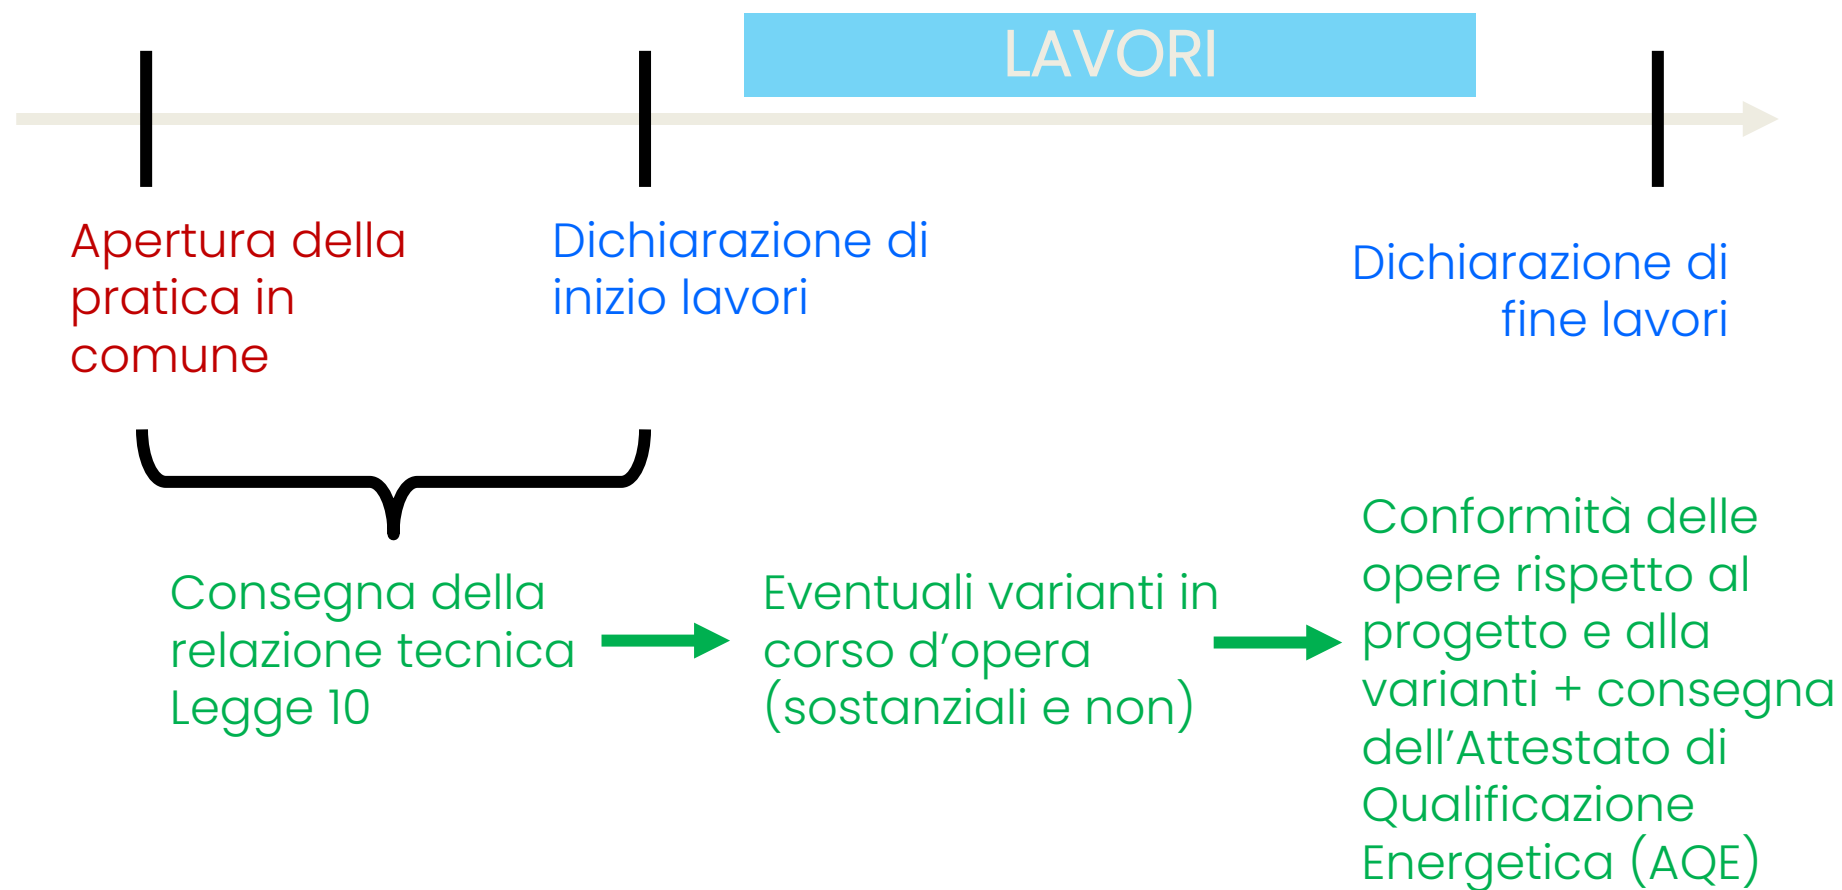 LAVORI
Apertura della
pratica in
comune
Dichiarazione di
inizio lavori
Dichiarazione di
fine lavori
Consegna della
relazione tecnica
Legge 10
Eventuali varianti in
corso d’opera
(sostanziali e non)
Conformità delle
opere rispetto al
progetto e alla
varianti + consegna
dell’Attestato di
Qualificazione
Energetica (AQE)